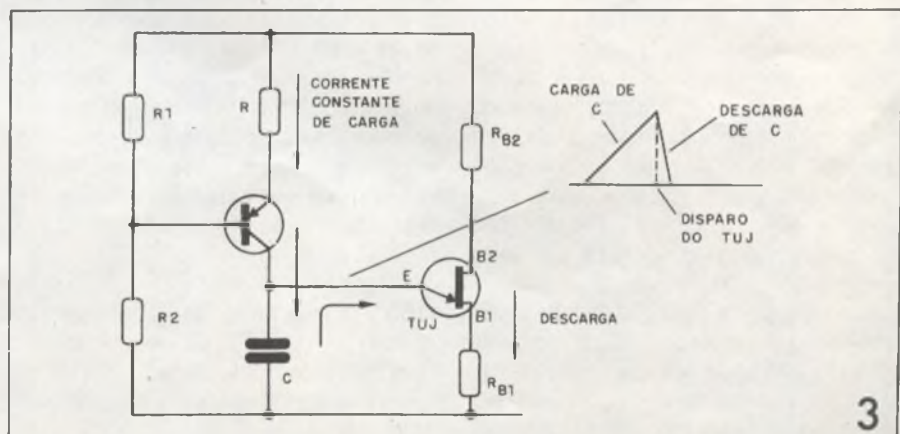 R1
R
CORRENTE
CONSTANTE
DE CARGA
R2
C
E
TUJ
B2
B1
RB2
RB1
DESCARGA
CARGA DE
C
DESCARGA
DE C
DISPARO
DO TUJ
3